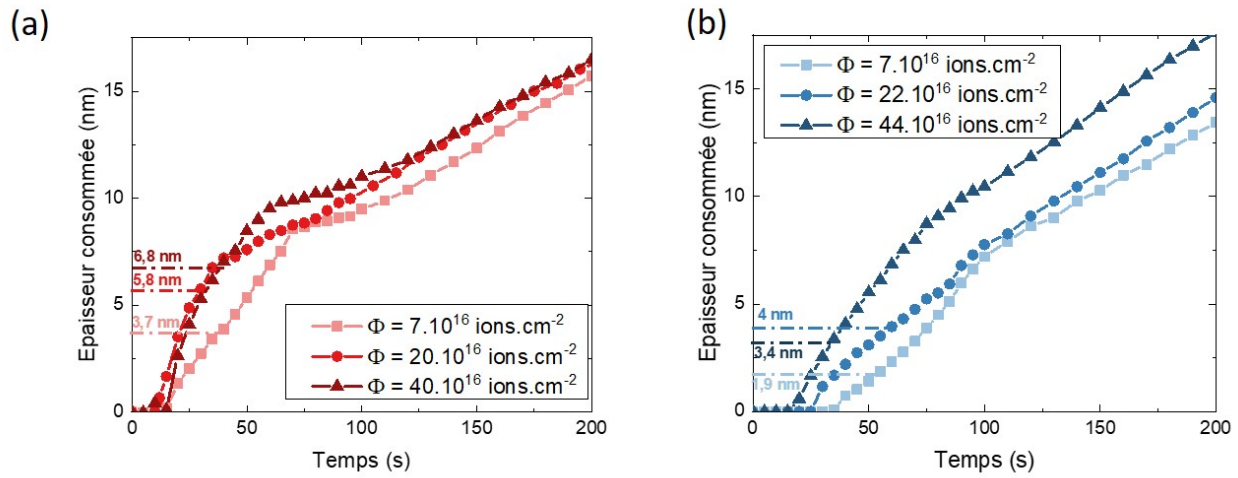 (a)
Epaisseur consommée (nm)
15
10
5
0
6,8 nm
5,8 nm
3,7 nm
Φ = 7.10¹⁶ ions.cm⁻²
Φ = 20.10¹⁶ ions.cm⁻²
Φ = 40.10¹⁶ ions.cm⁻²
0 50 100 150 200
Temps (s)
(b)
Epaisseur consommée (nm)
15
10
5
0
Φ = 7.10¹⁶ ions.cm⁻²
Φ = 22.10¹⁶ ions.cm⁻²
Φ = 44.10¹⁶ ions.cm⁻²
4 nm
3,4 nm
1,9 nm
0 50 100 150 200
Temps (s)